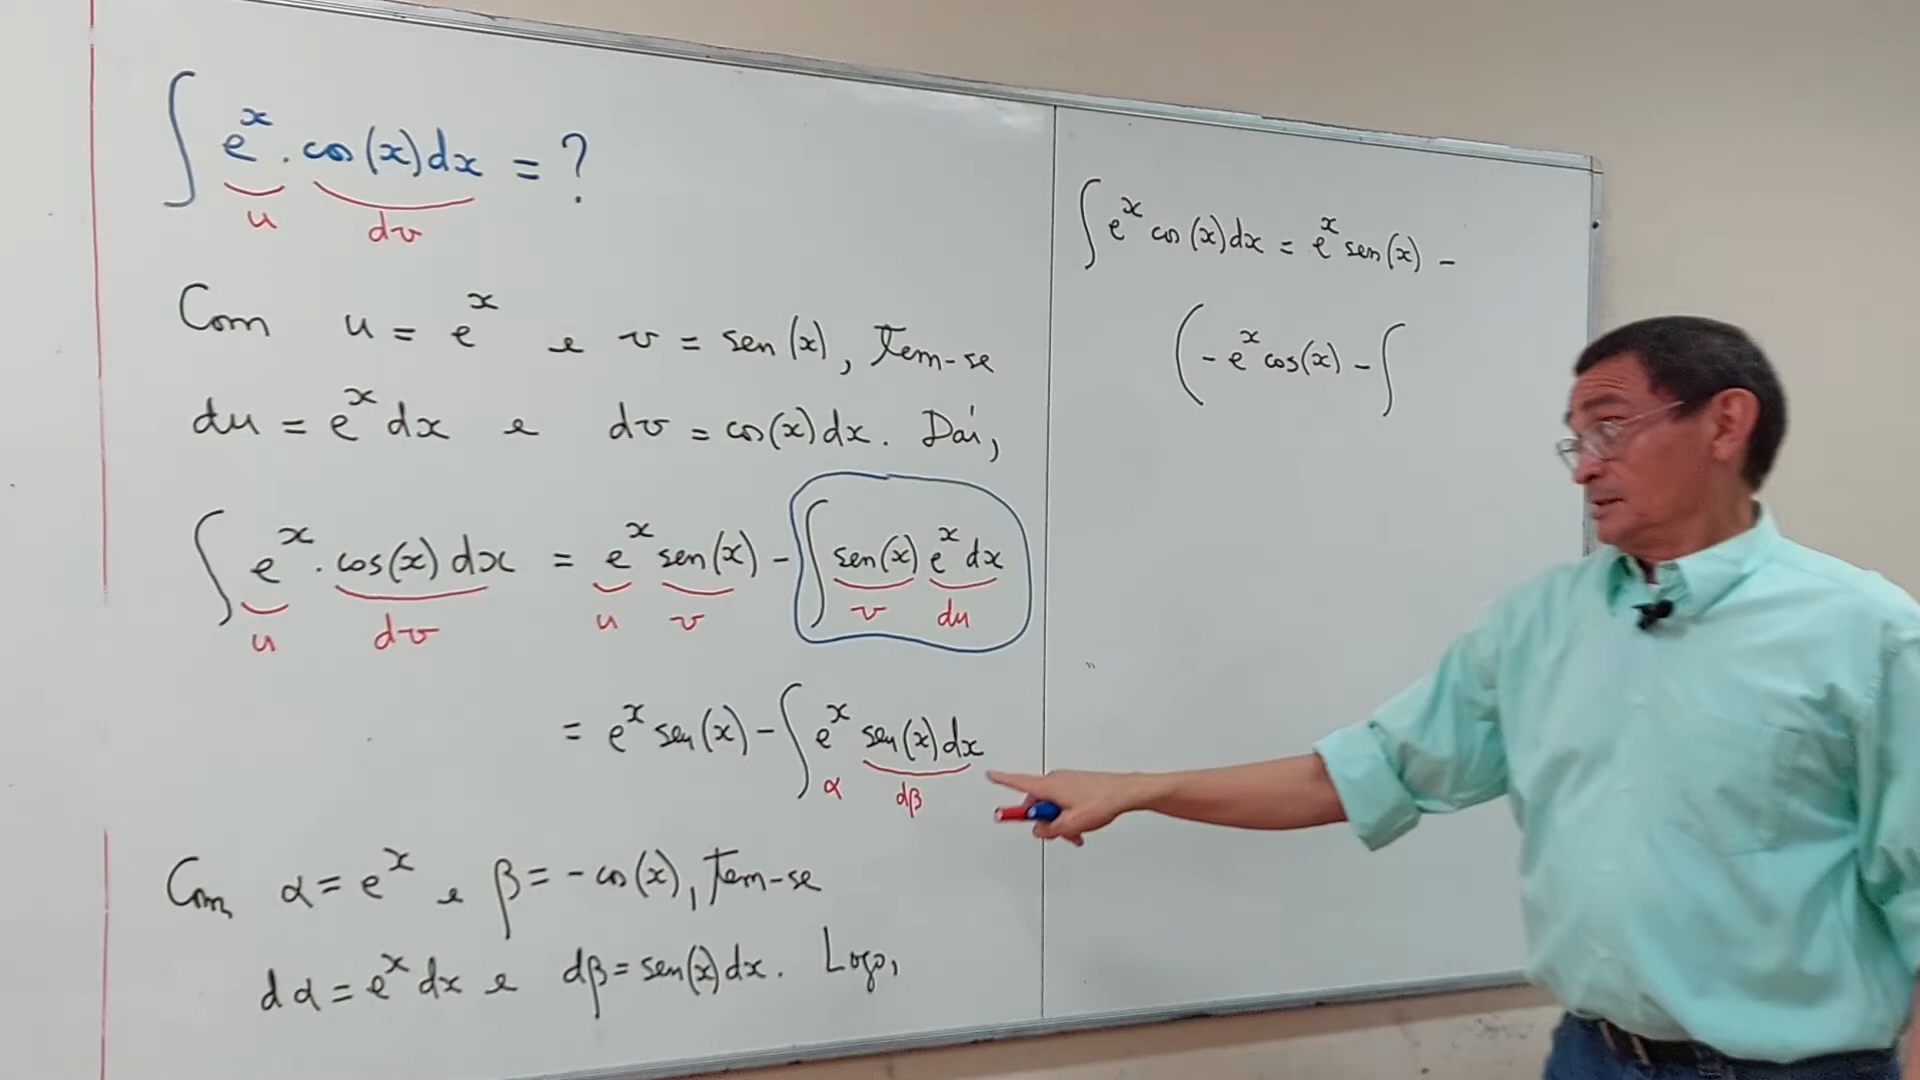 ∫ e^x . cos(x) dx = ?
u dv
Com u = e^x e v = sen(x), tem-se
du = e^x dx e dv = cos(x) dx. Daí,
∫ e^x . cos(x) dx = e^x sen(x) - ∫ sen(x) e^x dx
u dv u v v du
= e^x sen(x) - ∫ e^x sen(x) dx
α dβ
Com α = e^x e β = -cos(x), tem-se
dα = e^x dx e dβ = sen(x) dx. Logo,
∫ e^x cos(x) dx = e^x sen(x) -
(- e^x cos(x) - ∫